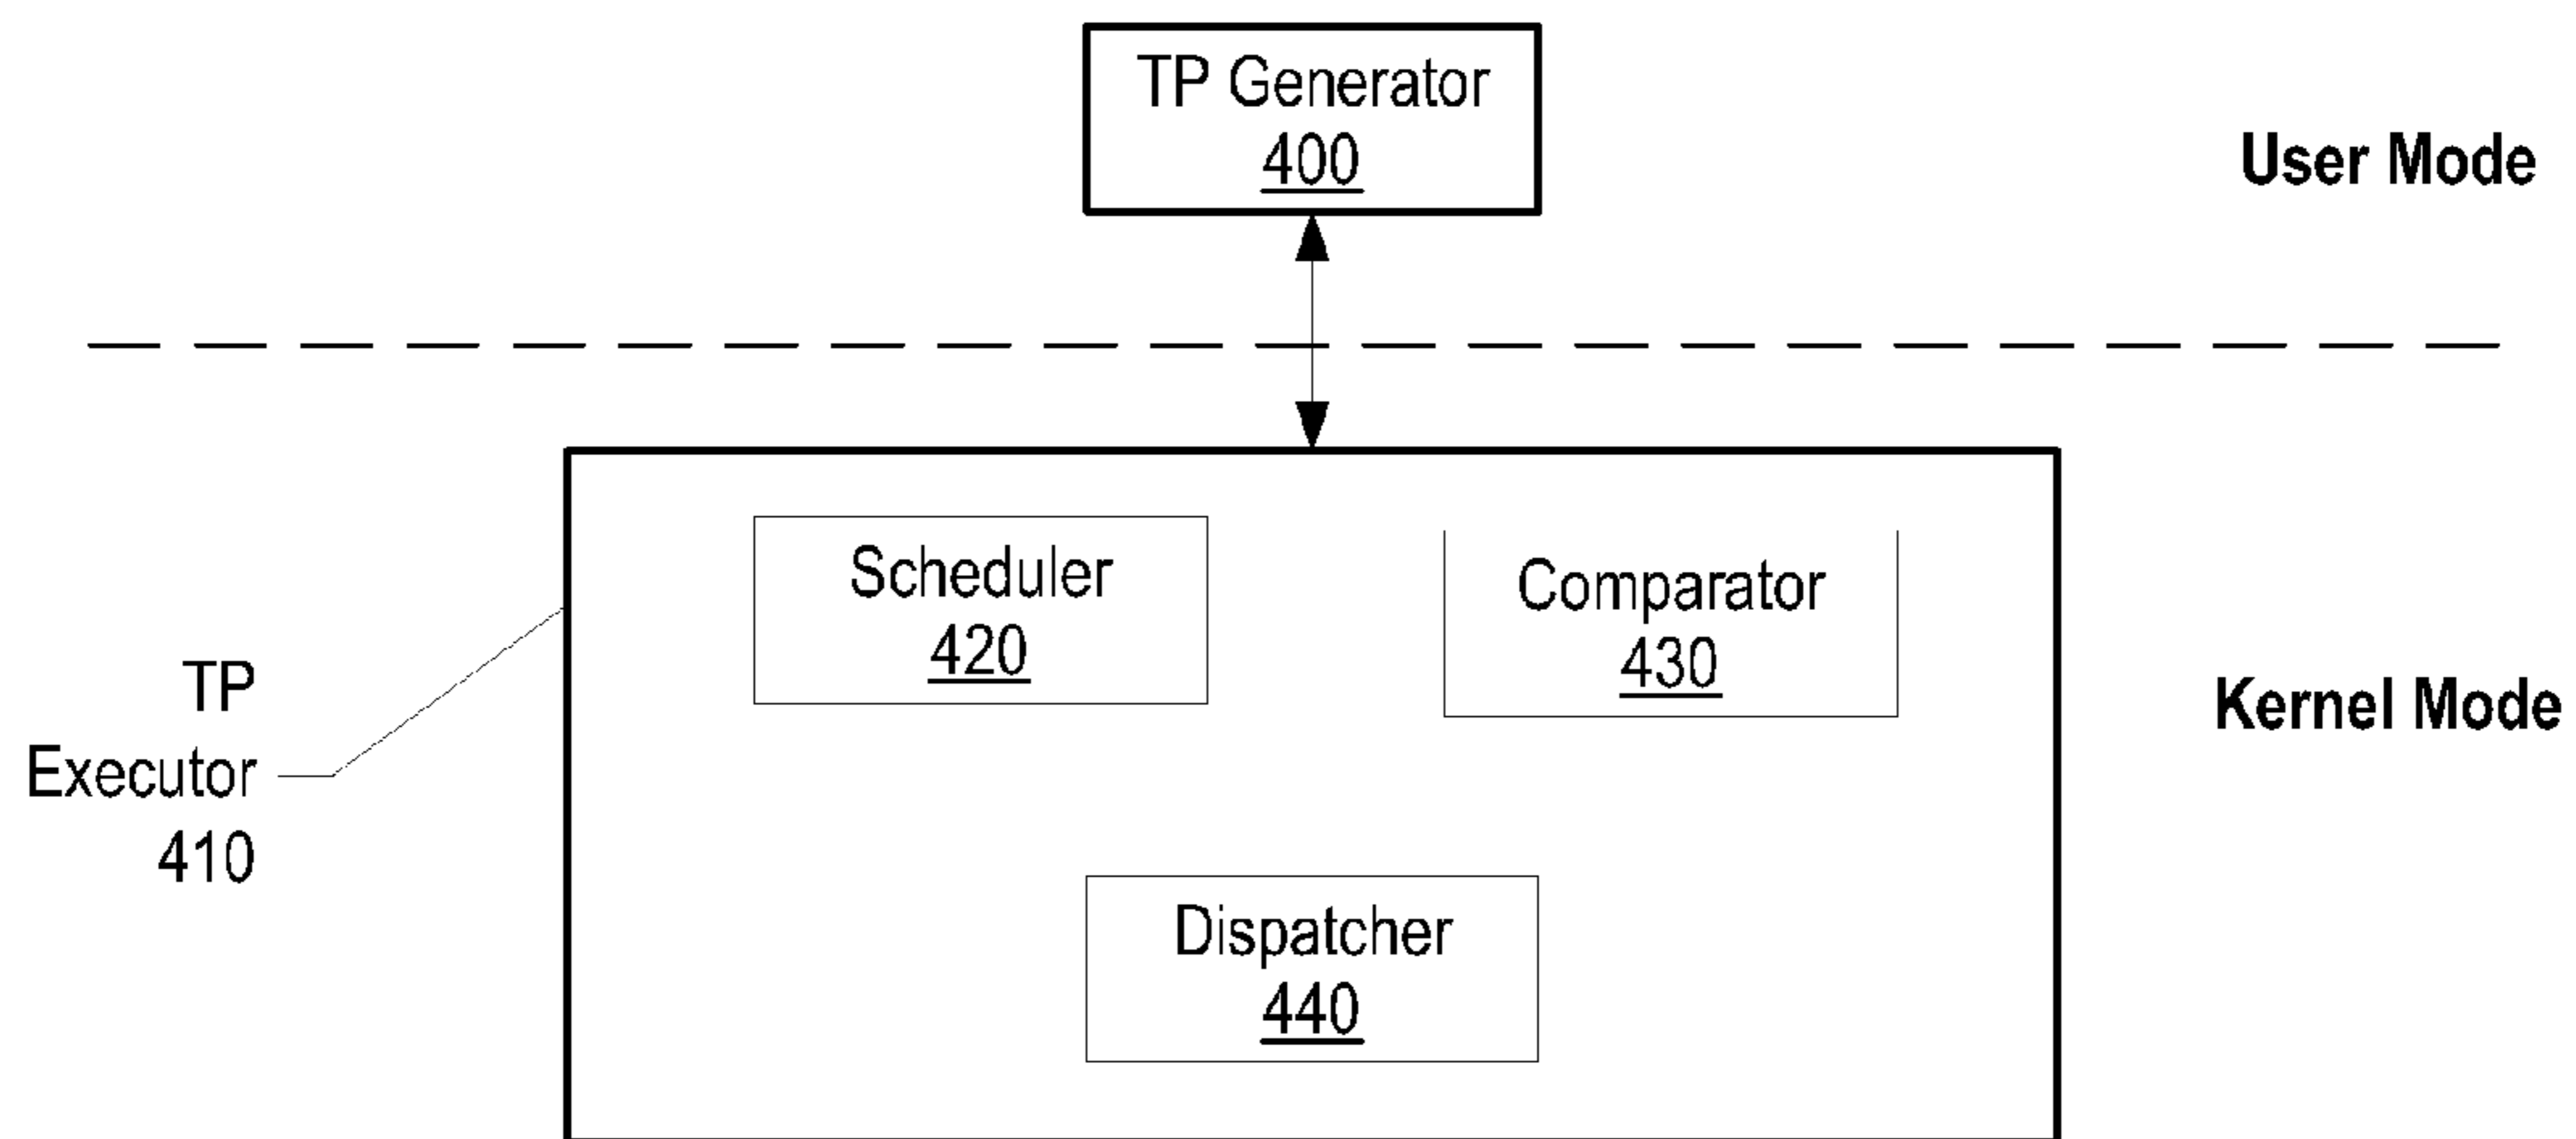 TP Generator
400
User Mode
Scheduler
420
Comparator
430
TP
Executor
410
Kernel Mode
Dispatcher
440